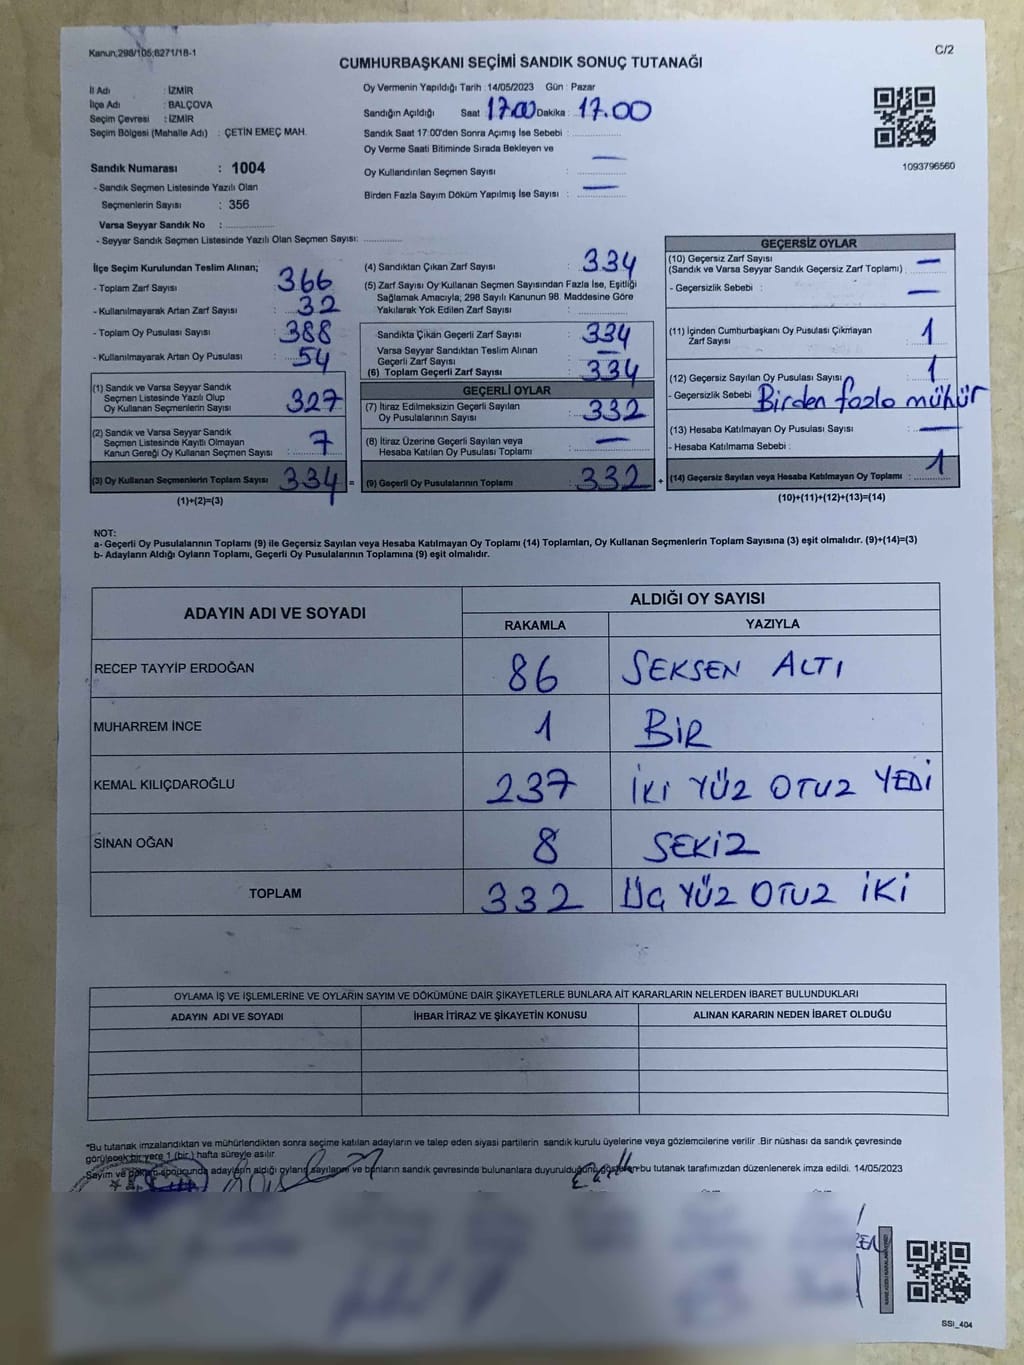 Kanun;298/105;6271/18-1
C/2
CUMHURBAŞKANI SEÇİMİ SANDIK SONUÇ TUTANAĞI
İl Adı : İZMİR
İlçe Adı : BALÇOVA
Seçim Çevresi : İZMİR
Seçim Bölgesi (Mahalle Adı) : ÇETİN EMEÇ MAH.
Oy Vermenin Yapıldığı Tarih :14/05/2023 Gün : Pazar
Sandığın Açıldığı Saat 17.00 Dakika : 17.00
Sandık Saat 17:00'den Sonra Açımış İse Sebebi :
Oy Verme Saati Bitiminde Sırada Bekleyen ve
Oy Kullandırılan Seçmen Sayısı : —
Birden Fazla Sayım Döküm Yapılmış İse Sayısı : —
1093796560
Sandık Numarası : 1004
- Sandık Seçmen Listesinde Yazılı Olan
Seçmenlerin Sayısı : 356
Varsa Seyyar Sandık No :
- Seyyar Sandık Seçmen Listesinde Yazılı Olan Seçmen Sayısı:
İlçe Seçim Kurulundan Teslim Alınan;
- Toplam Zarf Sayısı : 366
- Kullanılmayarak Artan Zarf Sayısı : 32
- Toplam Oy Pusulası Sayısı : 388
- Kullanılmayarak Artan Oy Pusulası : 54
(1) Sandık ve Varsa Seyyar Sandık
Seçmen Listesinde Yazılı Olup
Oy Kullanan Seçmenlerin Sayısı : 327
(2) Sandık ve Varsa Seyyar Sandık
Seçmen Listesinde Kayıtlı Olmayan
Kanun Gereği Oy Kullanan Seçmen Sayısı : 7
(3) Oy Kullanan Seçmenlerin Toplam Sayısı : 334 =
(1)+(2)=(3)
(4) Sandıktan Çıkan Zarf Sayısı : 334
(5) Zarf Sayısı Oy Kullanan Seçmen Sayısından Fazla İse, Eşitliği
Sağlamak Amacıyla; 298 Sayılı Kanunun 98. Maddesine Göre
Yakılarak Yok Edilen Zarf Sayısı :
Sandıkta Çıkan Geçerli Zarf Sayısı : 334
Varsa Seyyar Sandıktan Teslim Alınan
Geçerli Zarf Sayısı : —
(6) Toplam Geçerli Zarf Sayısı : 334
GEÇERLİ OYLAR
(7) İtiraz Edilmeksizin Geçerli Sayılan
Oy Pusulalarının Sayısı : 332
(8) İtiraz Üzerine Geçerli Sayılan veya
Hesaba Katılan Oy Pusulası Toplamı : —
(9) Geçerli Oy Pusulalarının Toplamı : 332 +
GEÇERSİZ OYLAR
(10) Geçersiz Zarf Sayısı
(Sandık ve Varsa Seyyar Sandık Geçersiz Zarf Toplamı) : —
- Geçersizlik Sebebi : —
(11) İçinden Cumhurbaşkanı Oy Pusulası Çıkmayan
Zarf Sayısı : 1
(12) Geçersiz Sayılan Oy Pusulası Sayısı : 1
- Geçersizlik Sebebi Birden fazla mühür
(13) Hesaba Katılmayan Oy Pusulası Sayısı : —
- Hesaba Katılmama Sebebi :
(14) Geçersiz Sayılan veya Hesaba Katılmayan Oy Toplamı : 1
(10)+(11)+(12)+(13)=(14)
NOT:
a- Geçerli Oy Pusulalarının Toplamı (9) ile Geçersiz Sayılan veya Hesaba Katılmayan Oy Toplamı (14) Toplamları, Oy Kullanan Seçmenlerin Toplam Sayısına (3) eşit olmalıdır. (9)+(14)=(3)
b- Adayların Aldığı Oyların Toplamı, Geçerli Oy Pusulalarının Toplamına (9) eşit olmalıdır.
ADAYIN ADI VE SOYADI
ALDIĞI OY SAYISI
RAKAMLA YAZIYLA
RECEP TAYYİP ERDOĞAN 86 SEKSEN ALTI
MUHARREM İNCE 1 BİR
KEMAL KILIÇDAROĞLU 237 İKİ YÜZ OTUZ YEDİ
SİNAN OĞAN 8 SEKİZ
TOPLAM 332 ÜÇ YÜZ OTUZ İKİ
OYLAMA İŞ VE İŞLEMLERİNE VE OYLARIN SAYIM VE DÖKÜMÜNE DAİR ŞİKAYETLERLE BUNLARA AİT KARARLARIN NELERDEN İBARET BULUNDUKLARI
ADAYIN ADI VE SOYADI İHBAR İTİRAZ VE ŞİKAYETİN KONUSU ALINAN KARARIN NEDEN İBARET OLDUĞU
*Bu tutanak imzalandıktan ve mühürlendikten sonra seçime katılan adayların ve talep eden siyasi partilerin sandık kurulu üyelerine veya gözlemcilerine verilir .Bir nüshası da sandık çevresinde
görülecek bir yere 1 (bir ) hafta süreyle asılır.
Sayım ve döküm sonucunda adayların aldığı oyların sayılarını ve bunların sandık çevresinde bulunanlara duyurulduğunu gösteren bu tutanak tarafımızdan düzenlenerek imza edildi. 14/05/2023
SSI_404